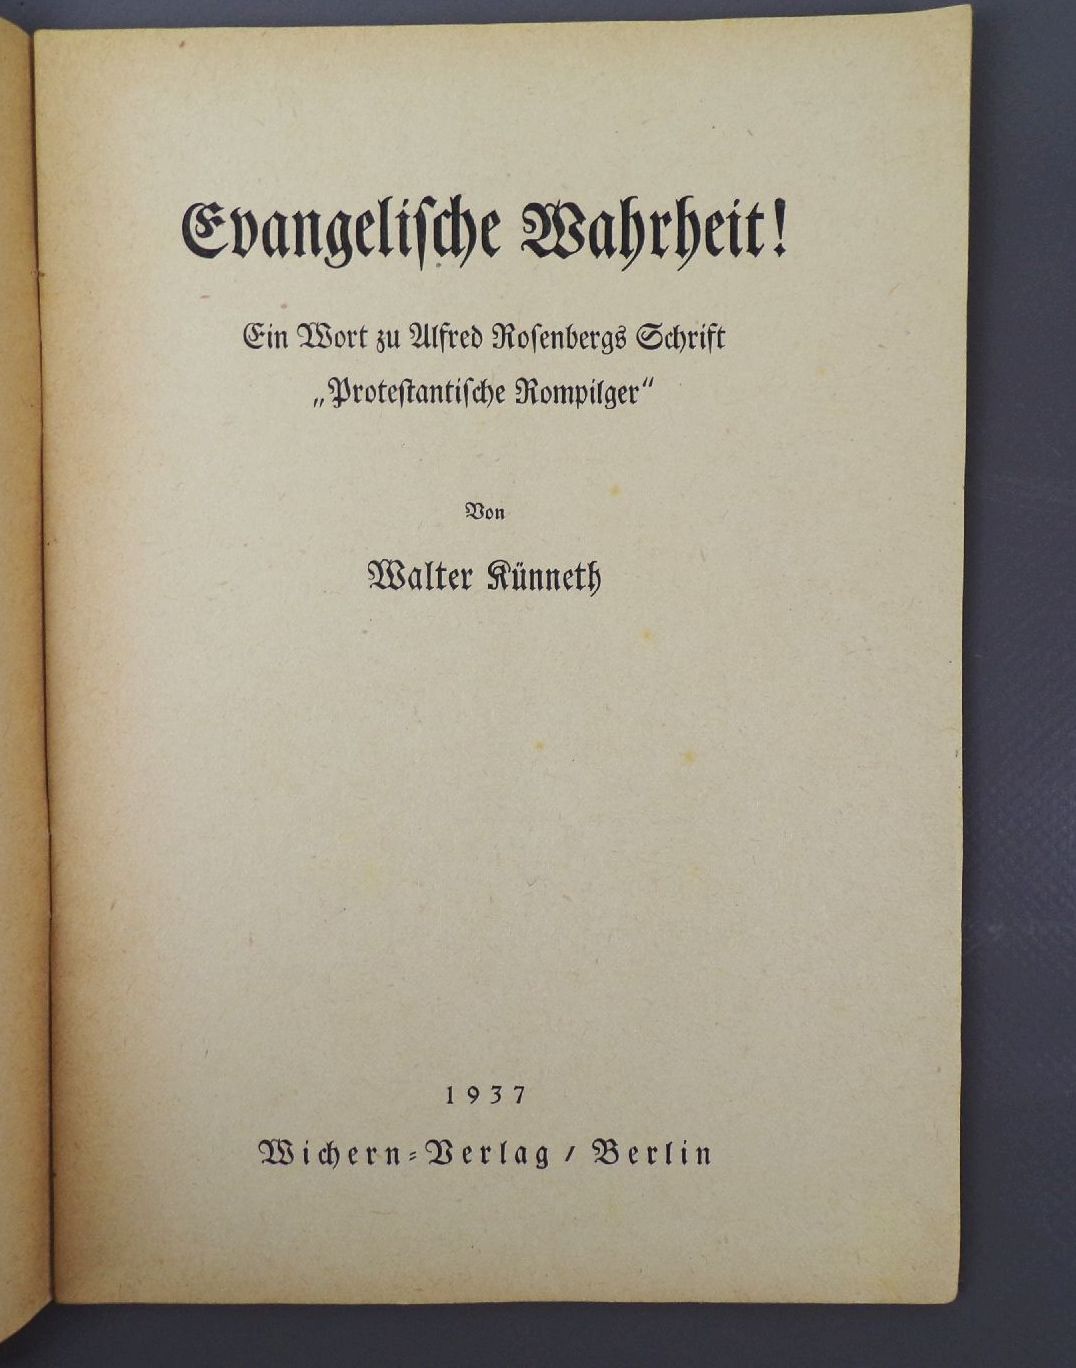 Evangelische Wahrheit!
Ein Wort zu Alfred Rosenbergs Schrift
„Protestantische Rompilger“
Von
Walter Künneth
1937
Wichern-Verlag / Berlin